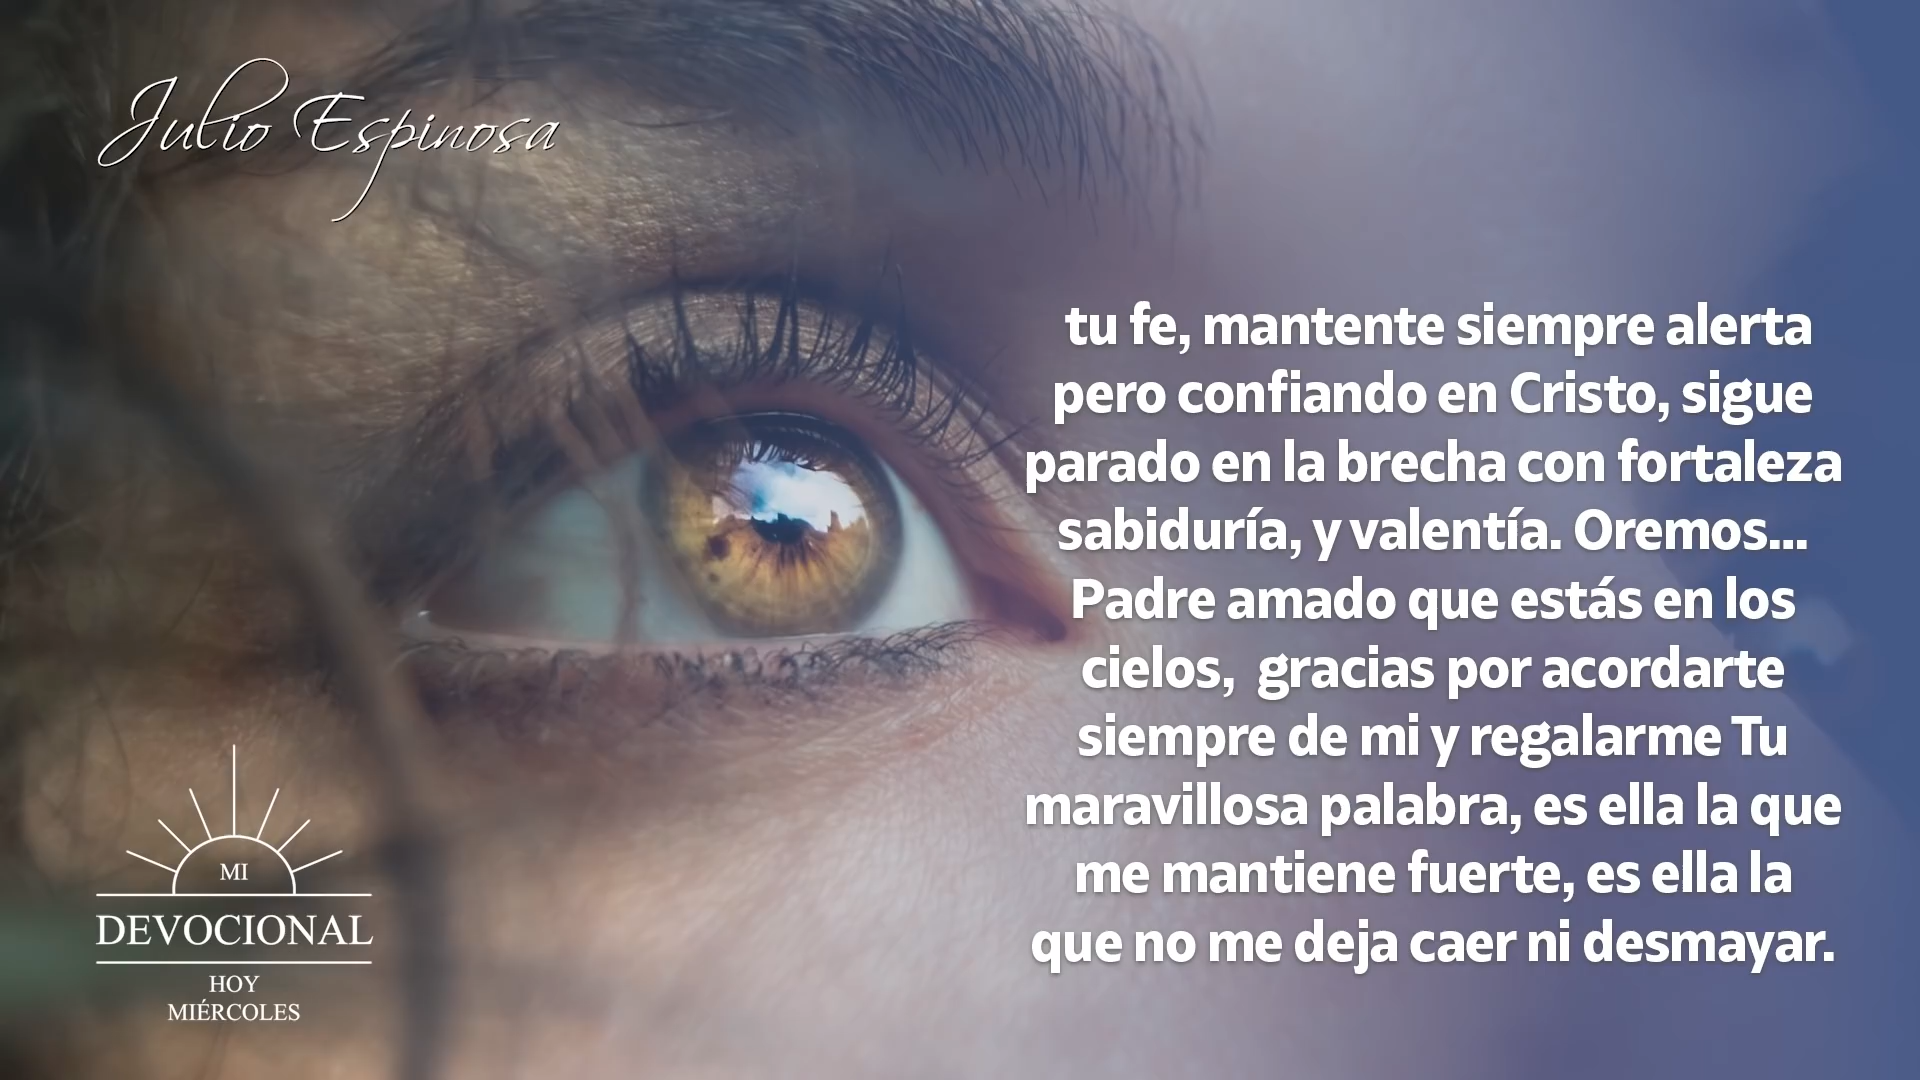 Julio Espinosa
tu fe, mantente siempre alerta
pero confiando en Cristo, sigue
parado en la brecha con fortaleza
sabiduría, y valentía. Oremos...
Padre amado que estás en los
cielos,  gracias por acordarte
siempre de mi y regalarme Tu
maravillosa palabra, es ella la que
me mantiene fuerte, es ella la
que no me deja caer ni desmayar.
MI
DEVOCIONAL
HOY
MIÉRCOLES